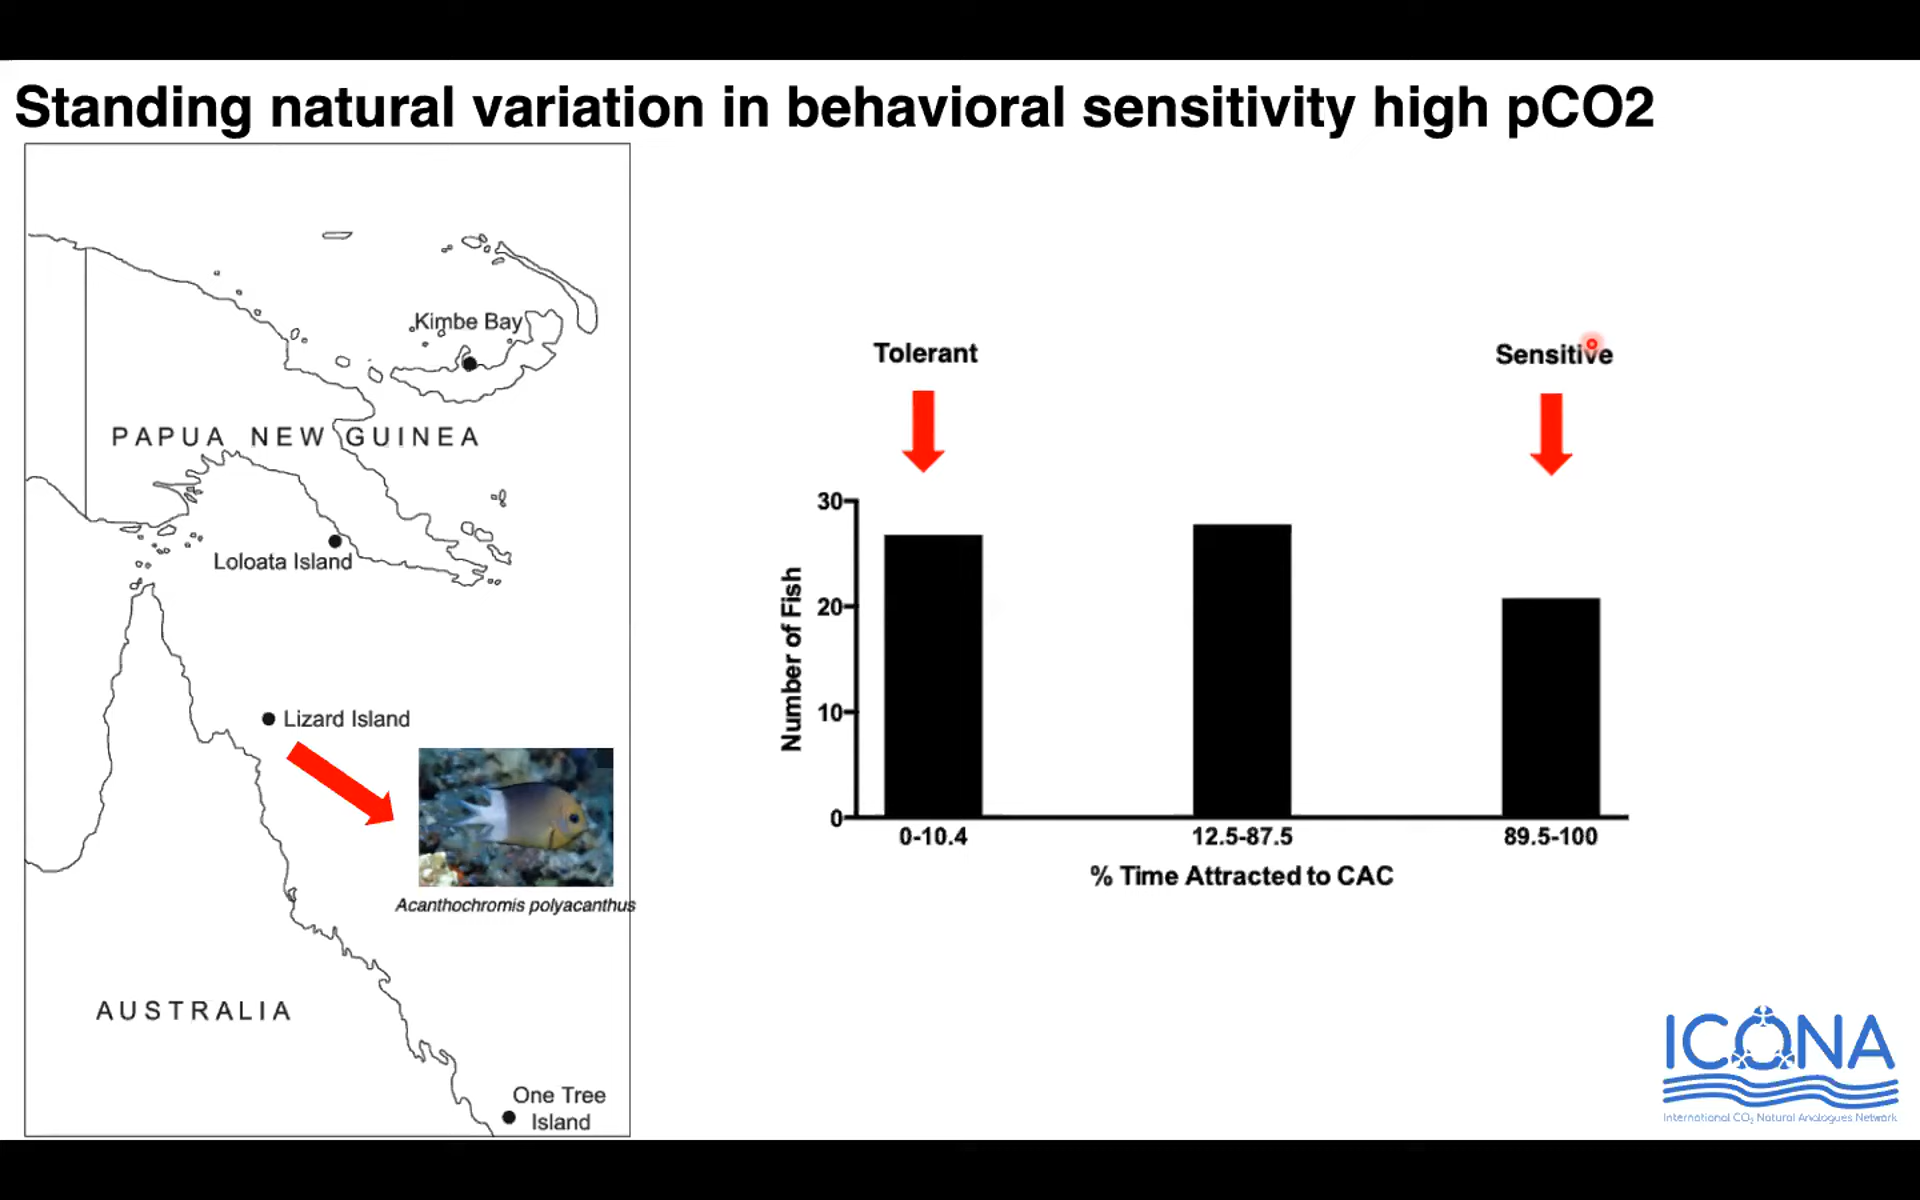 Standing natural variation in behavioral sensitivity high pCO2
Kimbe Bay
PAPUA NEW GUINEA
Loloata Island
Lizard Island
Acanthochromis polyacanthus
AUSTRALIA
One Tree
Island
Tolerant
Sensitive
30
20
10
0
Number of Fish
0-10.4
12.5-87.5
89.5-100
% Time Attracted to CAC
ICONA
International CO₂ Natural Analogues Network